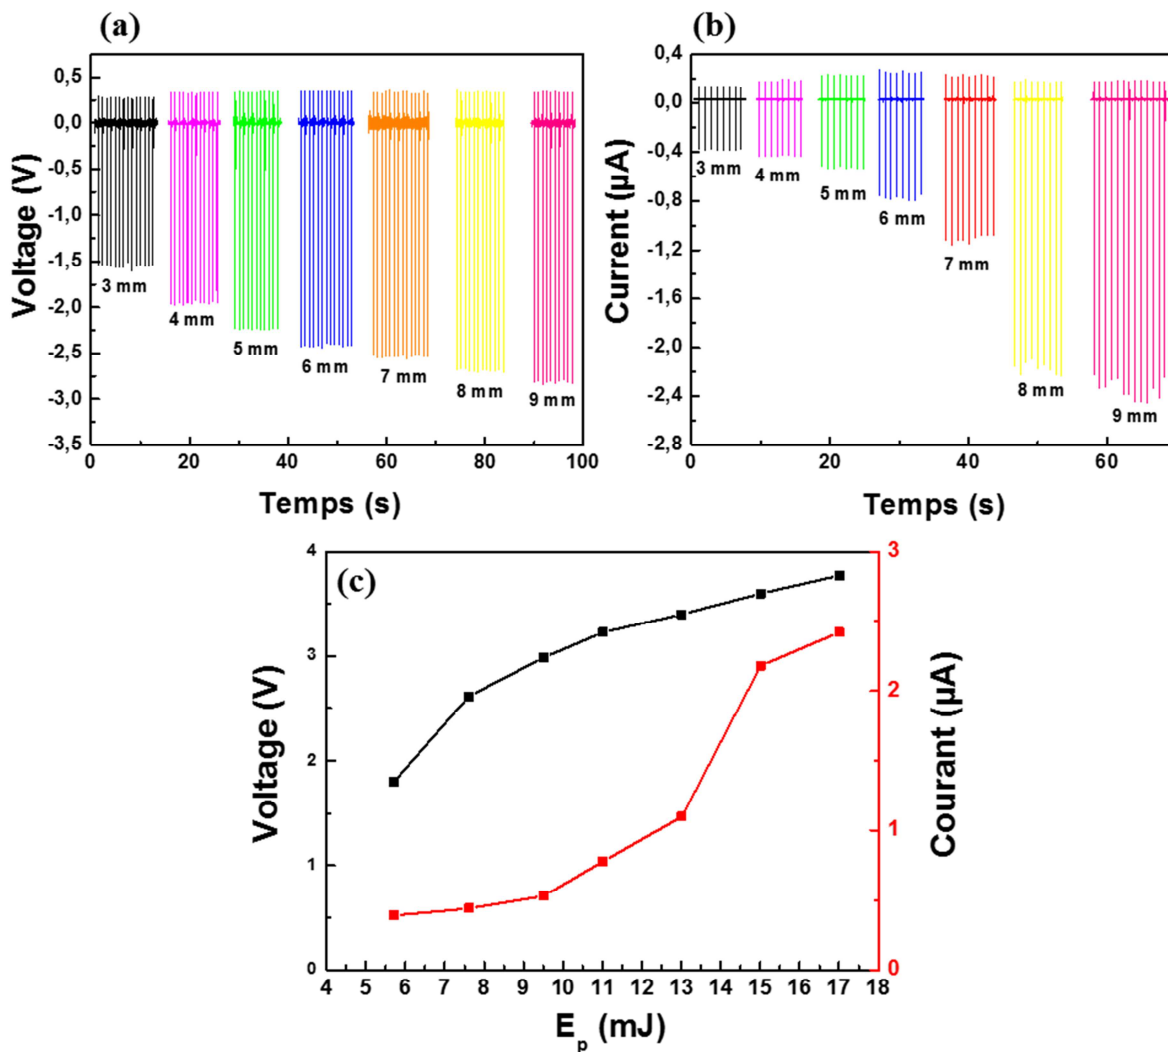 (a)
0,5
0,0
-0,5
-1,0
-1,5
-2,0
-2,5
-3,0
-3,5
Voltage (V)
3 mm
4 mm
5 mm
6 mm
7 mm
8 mm
9 mm
0 20 40 60 80 100
Temps (s)
(b)
0,4
0,0
-0,4
-0,8
-1,2
-1,6
-2,0
-2,4
-2,8
Current (µA)
3 mm
4 mm
5 mm
6 mm
7 mm
8 mm
9 mm
0 20 40 60
Temps (s)
(c)
4
3
2
1
0
Voltage (V)
3
2
1
0
Courant (µA)
4 5 6 7 8 9 10 11 12 13 14 15 16 17 18
Ep (mJ)